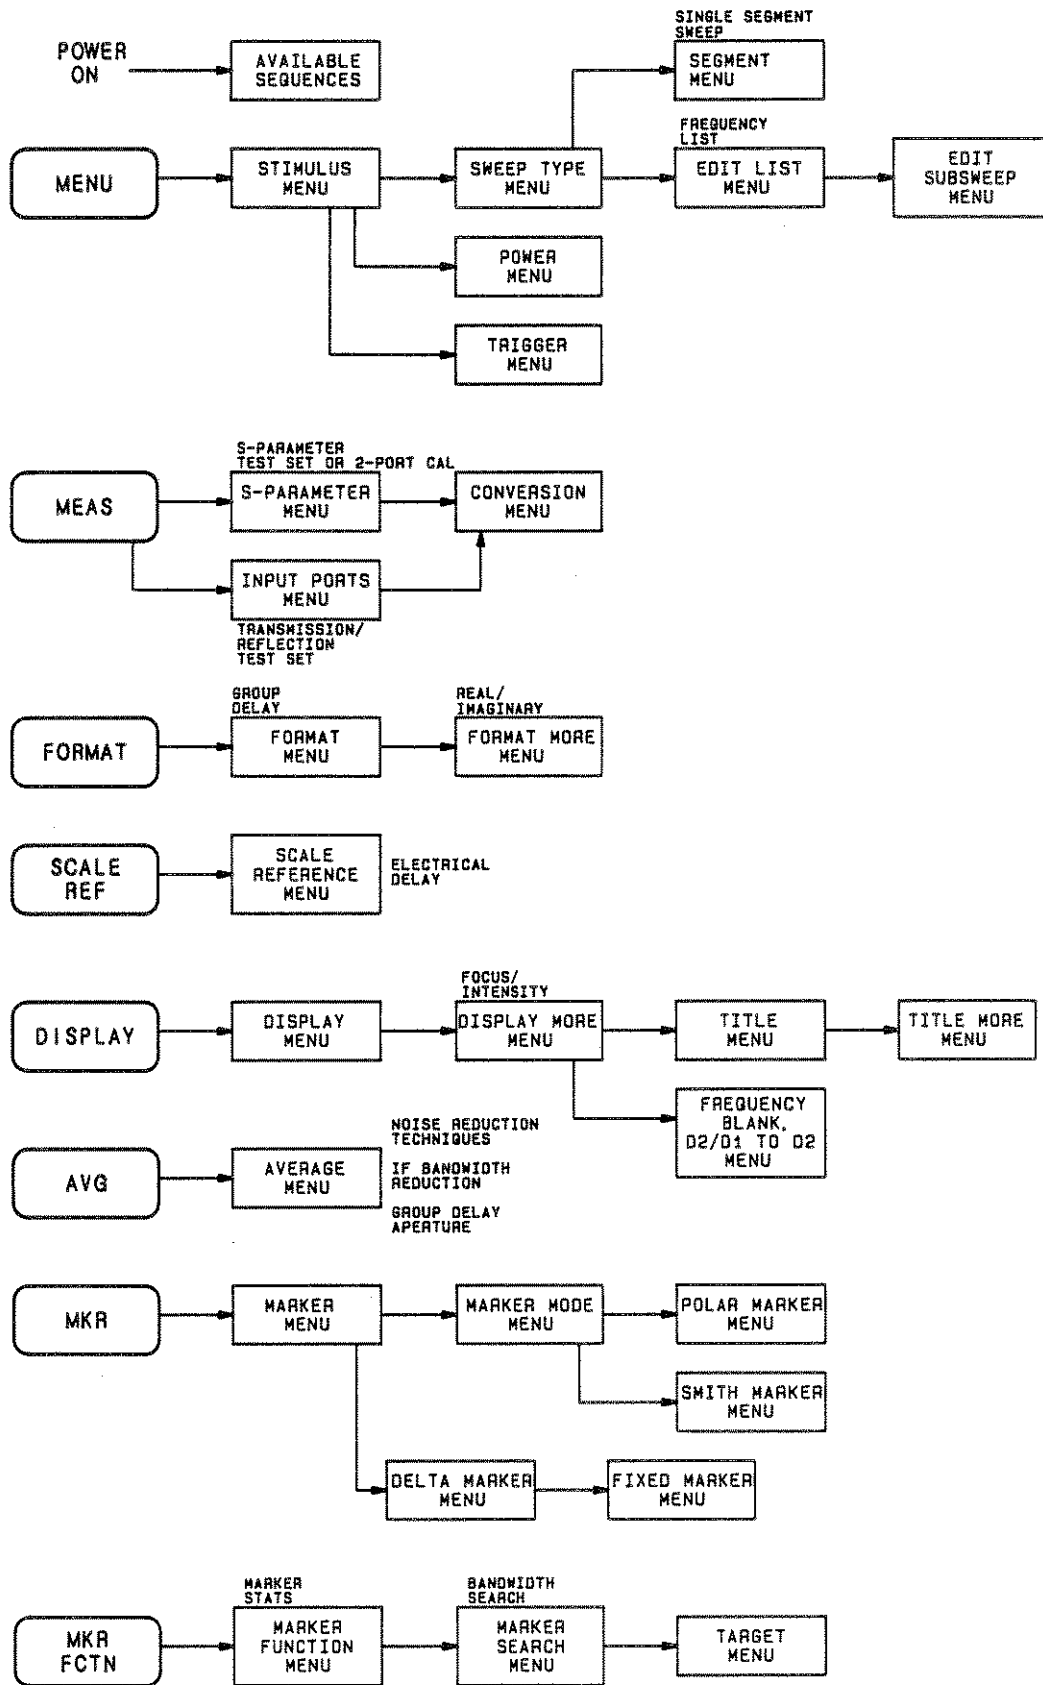 POWER
ON
AVAILABLE
SEQUENCES
SINGLE SEGMENT
SWEEP
SEGMENT
MENU
MENU
STIMULUS
MENU
SWEEP TYPE
MENU
FREQUENCY
LIST
EDIT LIST
MENU
EDIT
SUBSWEEP
MENU
POWER
MENU
TRIGGER
MENU
MEAS
S-PARAMETER
TEST SET OR 2-PORT CAL
S-PARAMETER
MENU
CONVERSION
MENU
INPUT PORTS
MENU
TRANSMISSION/
REFLECTION
TEST SET
FORMAT
GROUP
DELAY
FORMAT
MENU
REAL/
IMAGINARY
FORMAT MORE
MENU
SCALE
REF
SCALE
REFERENCE
MENU
ELECTRICAL
DELAY
DISPLAY
DISPLAY
MENU
FOCUS/
INTENSITY
DISPLAY MORE
MENU
TITLE
MENU
TITLE MORE
MENU
FREQUENCY
BLANK,
D2/D1 TO D2
MENU
AVG
AVERAGE
MENU
NOISE REDUCTION
TECHNIQUES
IF BANDWIDTH
REDUCTION
GROUP DELAY
APERTURE
MKR
MARKER
MENU
MARKER MODE
MENU
POLAR MARKER
MENU
SMITH MARKER
MENU
DELTA MARKER
MENU
FIXED MARKER
MENU
MKR
FCTN
MARKER
STATS
MARKER
FUNCTION
MENU
BANDWIDTH
SEARCH
MARKER
SEARCH
MENU
TARGET
MENU